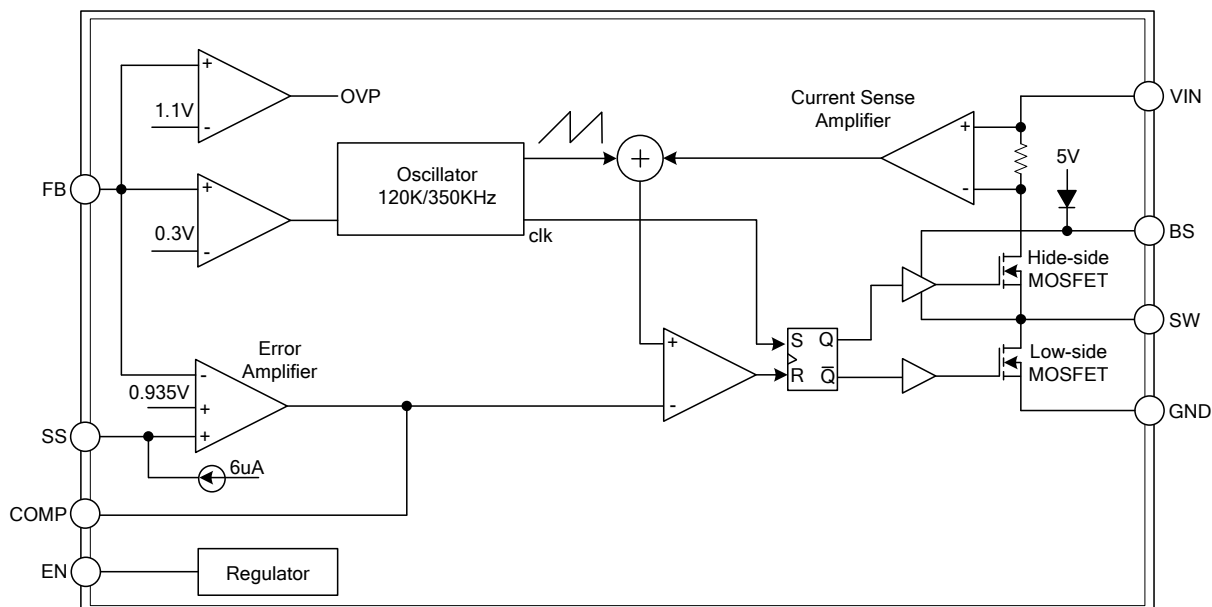 +
1.1V
-
OVP
FB
+
0.3V
-
Oscillator
120K/350KHz
clk
+
Current Sense
Amplifier
+
-
VIN
5V
BS
Hide-side
MOSFET
SW
Low-side
MOSFET
GND
S Q
R Q̅
+
-
Error
Amplifier
-
0.935V
+
SS
+
6uA
COMP
EN
Regulator